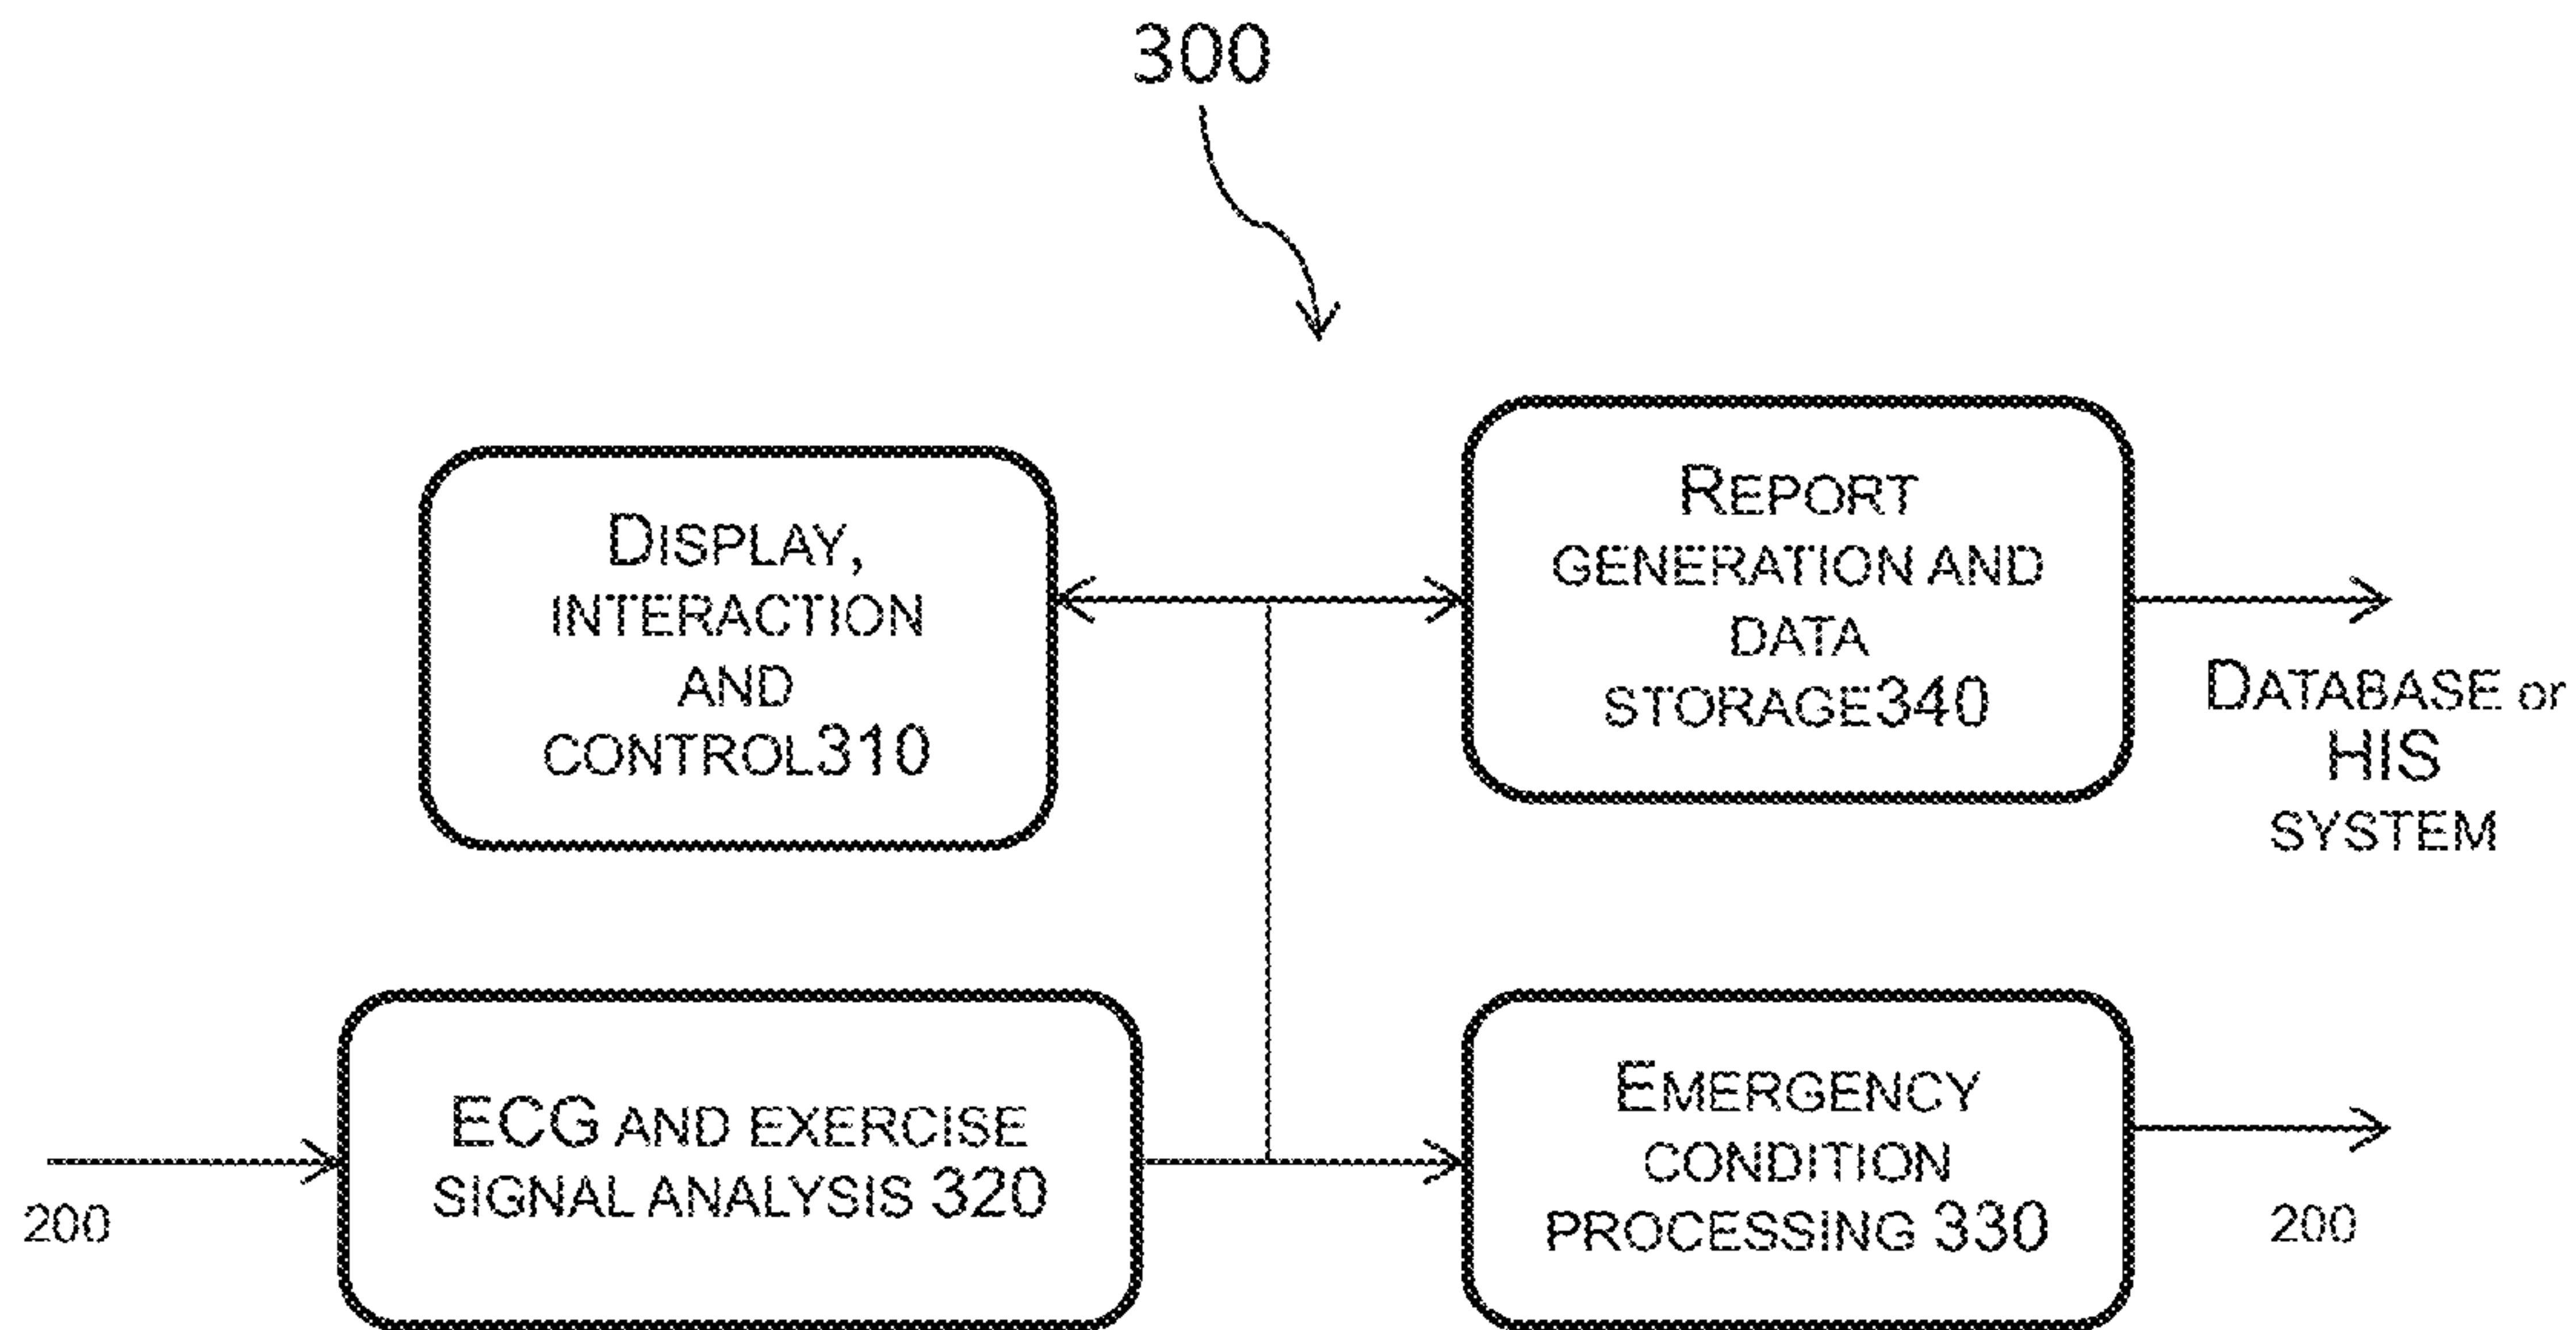 300
DISPLAY,
INTERACTION
AND
CONTROL310
REPORT
GENERATION AND
DATA
STORAGE340
DATABASE or
HIS
SYSTEM
ECG AND EXERCISE
SIGNAL ANALYSIS 320
EMERGENCY
CONDITION
PROCESSING 330
200
200